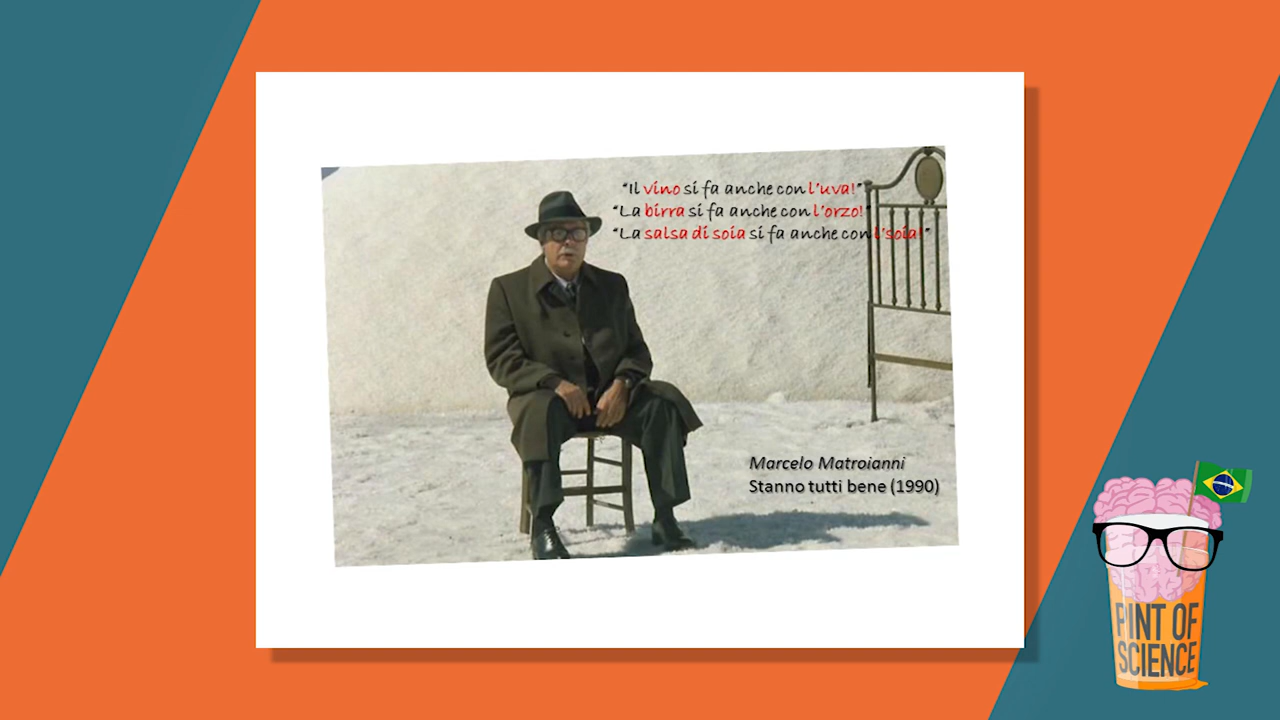 "Il vino si fa anche con l'uva!"
"La birra si fa anche con l'orzo!"
"La salsa di soia si fa anche con l'soia!"
Marcelo Matroianni
Stanno tutti bene (1990)
PINT OF
SCIENCE